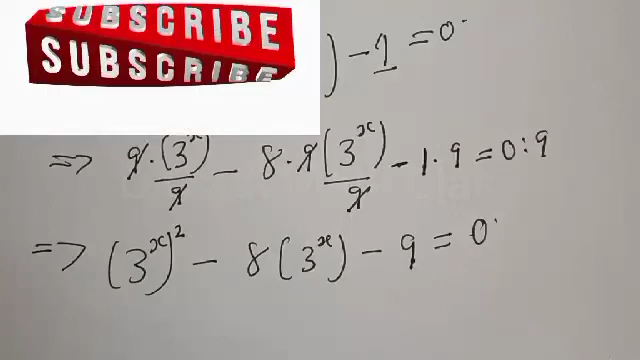 SUBSCRIBE
SUBSCRIBE
) - 1 = 0
=> 9·(3^x)/9 - 8·9(3^x)/9 - 1·9 = 0:9
=> (3^x)^2 - 8(3^x) - 9 = 0